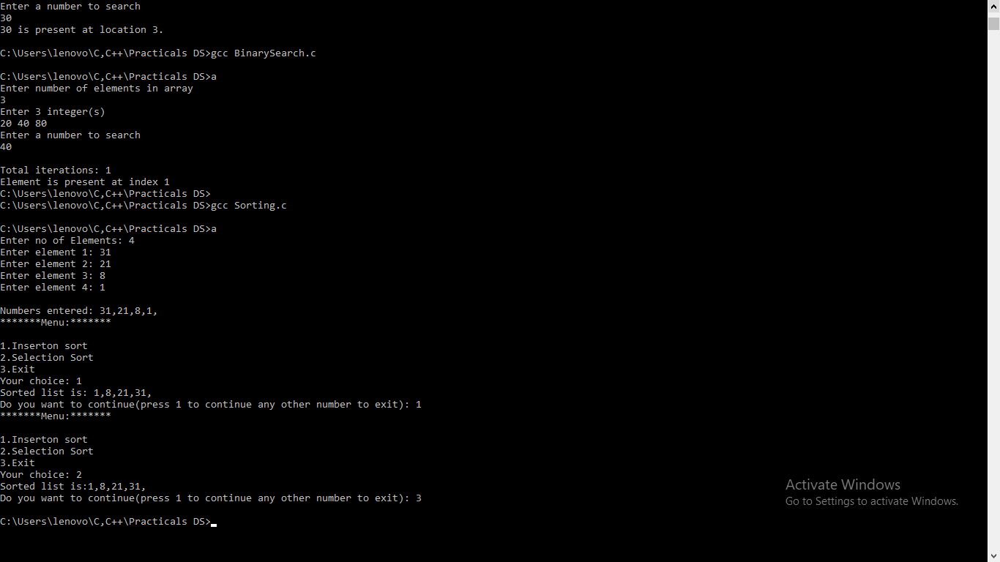 Enter a number to search
30
30 is present at location 3.
C:\Users\lenovo\C,C++\Practicals DS>gcc BinarySearch.c
C:\Users\lenovo\C,C++\Practicals DS>a
Enter number of elements in array
3
Enter 3 integer(s)
20 40 80
Enter a number to search
40
Total iterations: 1
Element is present at index 1
C:\Users\lenovo\C,C++\Practicals DS>
C:\Users\lenovo\C,C++\Practicals DS>gcc Sorting.c
C:\Users\lenovo\C,C++\Practicals DS>a
Enter no of Elements: 4
Enter element 1: 31
Enter element 2: 21
Enter element 3: 8
Enter element 4: 1
Numbers entered: 31,21,8,1,
*******Menu:*******
1.Inserton sort
2.Selection Sort
3.Exit
Your choice: 1
Sorted list is: 1,8,21,31,
Do you want to continue(press 1 to continue any other number to exit): 1
*******Menu:*******
1.Inserton sort
2.Selection Sort
3.Exit
Your choice: 2
Sorted list is:1,8,21,31,
Do you want to continue(press 1 to continue any other number to exit): 3
C:\Users\lenovo\C,C++\Practicals DS>
Activate Windows
Go to Settings to activate Windows.